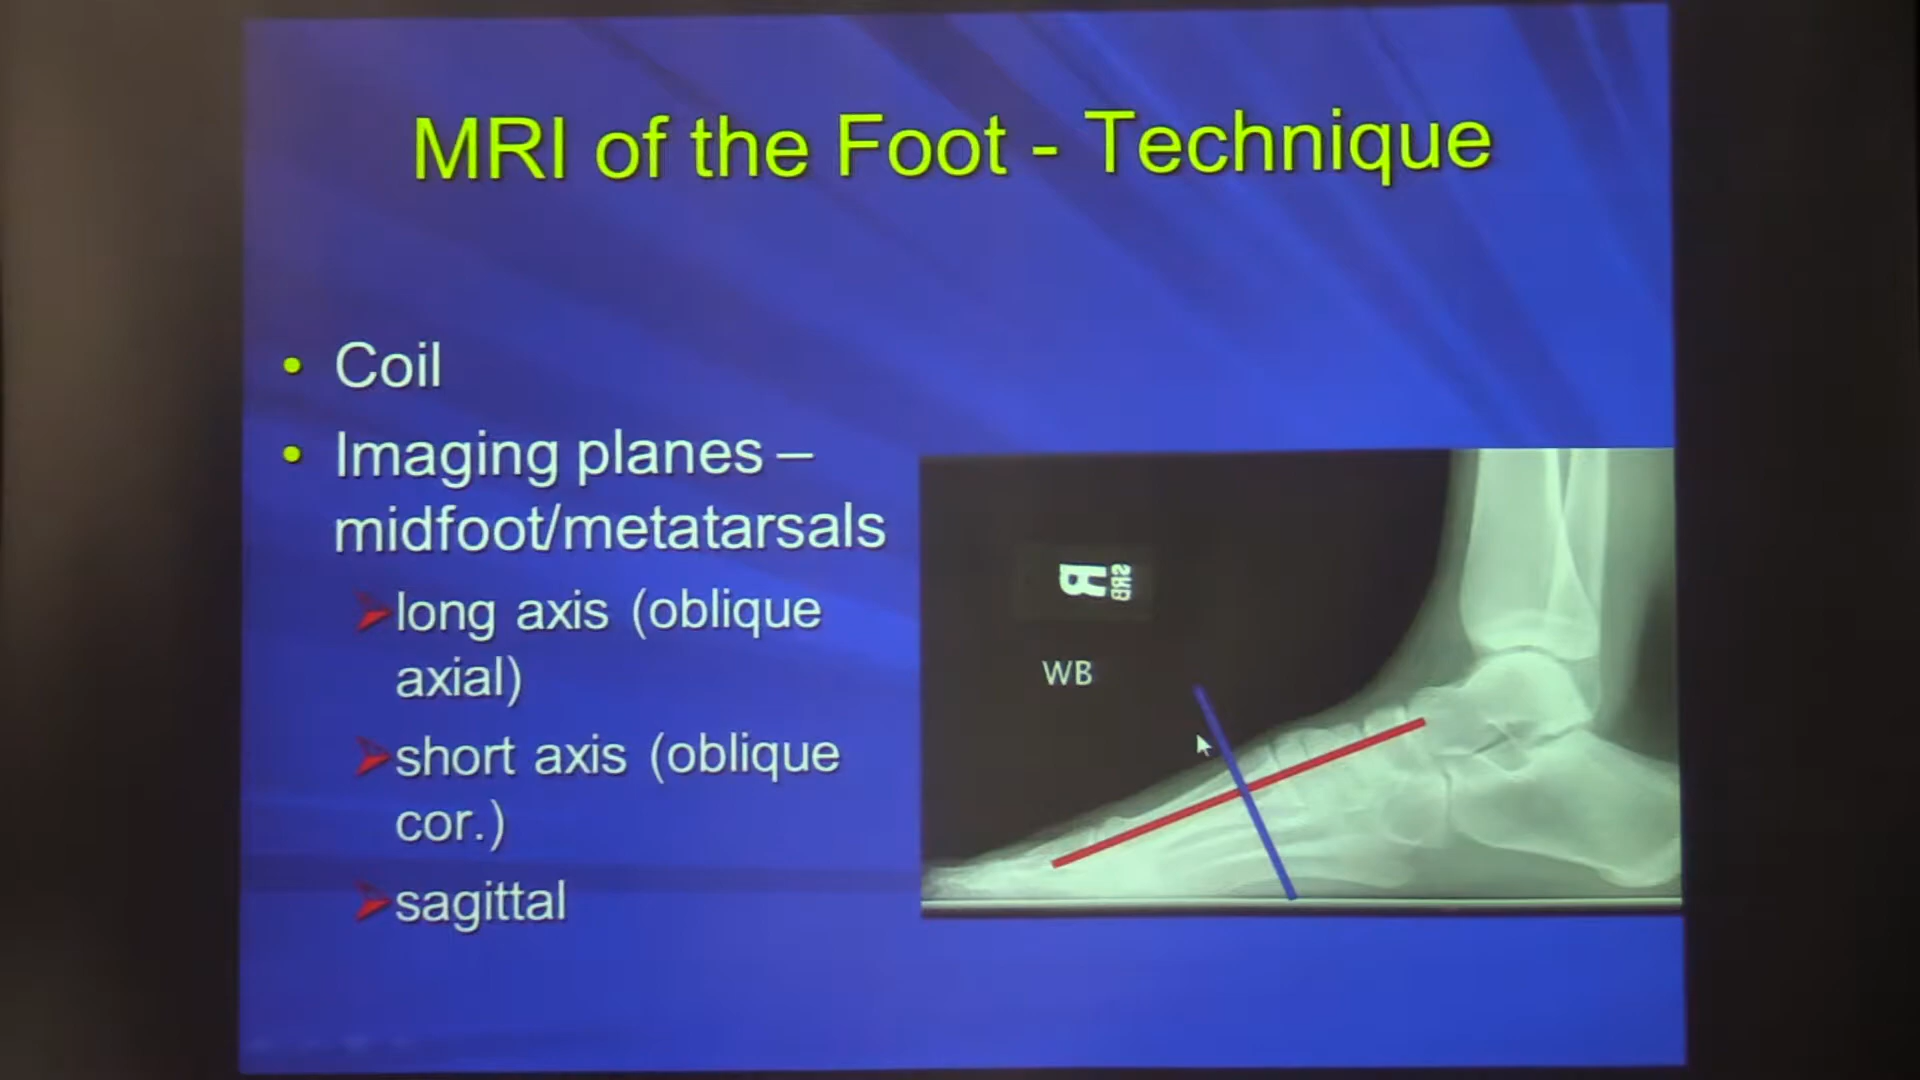 MRI of the Foot - Technique
• Coil
• Imaging planes –
midfoot/metatarsals
➤long axis (oblique
axial)
➤short axis (oblique
cor.)
➤sagittal
R SRB
WB